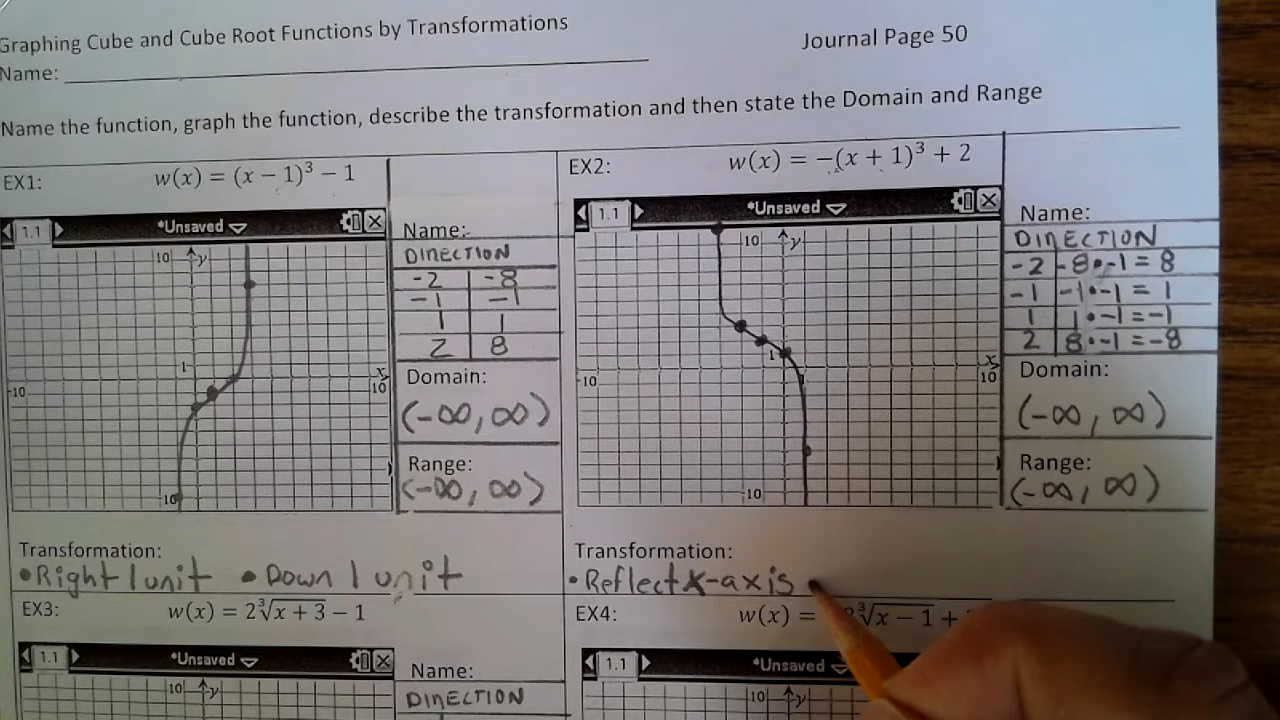 Graphing Cube and Cube Root Functions by Transformations
Journal Page 50
Name:
Name the function, graph the function, describe the transformation and then state the Domain and Range
EX1: w(x) = (x − 1)³ − 1
*Unsaved
1.1
10 y
1
-10
x
10
-10
Name:
DIRECTION
-2 -8
-1 -1
1 1
2 8
Domain:
(-∞, ∞)
Range:
(-∞, ∞)
Transformation:
• Right 1 unit • Down 1 unit
EX2: w(x) = −(x + 1)³ + 2
1.1 *Unsaved
10 y
1
-10
x
10
10
Name:
DIRECTION
-2 -8•-1 = 8
-1 -1•-1 = 1
1 1•-1 = -1
2 8•-1 = -8
Domain:
(-∞, ∞)
Range:
(-∞, ∞)
Transformation:
• Reflect x-axis •
EX3: w(x) = 2∛x + 3 − 1
1.1 *Unsaved
10 y
Name:
DIRECTION
EX4: w(x) = ∛x − 1 +
1.1 *Unsaved
10 y